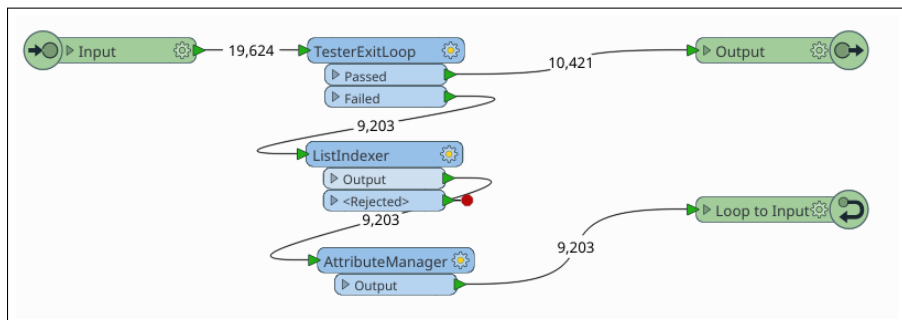 Input
19,624
TesterExitLoop
Passed
Failed
10,421
Output
9,203
ListIndexer
Output
<Rejected>
9,203
AttributeManager
Output
9,203
Loop to Input